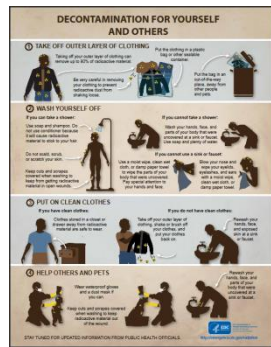 DECONTAMINATION FOR YOURSELF
AND OTHERS
1 TAKE OFF OUTER LAYER OF CLOTHING
Taking off your outer layer of clothing can
remove up to 90% of radioactive material.
Put the clothing in a plastic
bag or other sealable
container.
Be very careful in removing
your clothing to prevent
radioactive dust from
shaking loose.
Put the bag in an
out-of-the-way
place, away from
other people
and pets.
2 WASH YOURSELF OFF
If you can take a shower:
Use soap and shampoo. Do
not use conditioner because
it will cause radioactive
material to stick to your hair.
Do not scald, scrub,
or scratch your skin.
Keep cuts and scrapes
covered when washing to
keep from getting radioactive
material in open wounds.
If you cannot take a shower:
Wash your hands, face,
and parts of your body that
were uncovered at a sink or faucet.
Use soap and plenty of water.
If you cannot use a sink or faucet:
Use a moist wipe, clean wet
cloth, or damp paper towel
to wipe the parts of your
body that were uncovered.
Pay special attention to
your hands and face.
Blow your nose and
wipe your eyelids,
eyelashes, and ears
with a moist wipe,
clean wet cloth, or
damp paper towel.
PUT ON CLEAN CLOTHES
If you have clean clothes:
Clothes stored in a closet or
drawer away from radioactive
material are safe to wear.
If you do not have clean clothes:
Take off your outer layer of
clothing, shake or brush off
your clothes, and
put your clothes
back on.
Rewash your
hands, face,
and exposed
skin at a sink
or faucet.
HELP OTHERS AND PETS
Wear waterproof gloves
and a dust mask if
you can.
Keep cuts and scrapes covered
when washing to keep
radioactive material out
of the wound.
Rewash your
hands, face,
and parts of your
body that were
uncovered at a
sink or faucet.
STAY TUNED FOR UPDATED INFORMATION FROM PUBLIC HEALTH OFFICIALS.
CDC